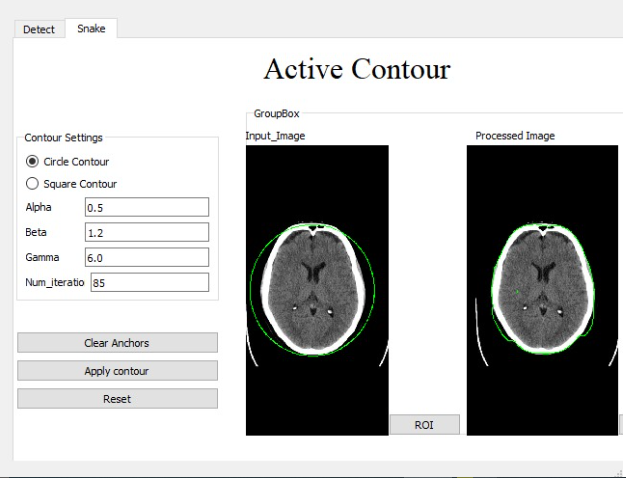 Detect
Snake
Active Contour
GroupBox
Contour Settings
Circle Contour
Square Contour
Alpha
0.5
Beta
1.2
Gamma
6.0
Num_iteratio
85
Clear Anchors
Apply contour
Reset
Input_Image
Processed Image
ROI